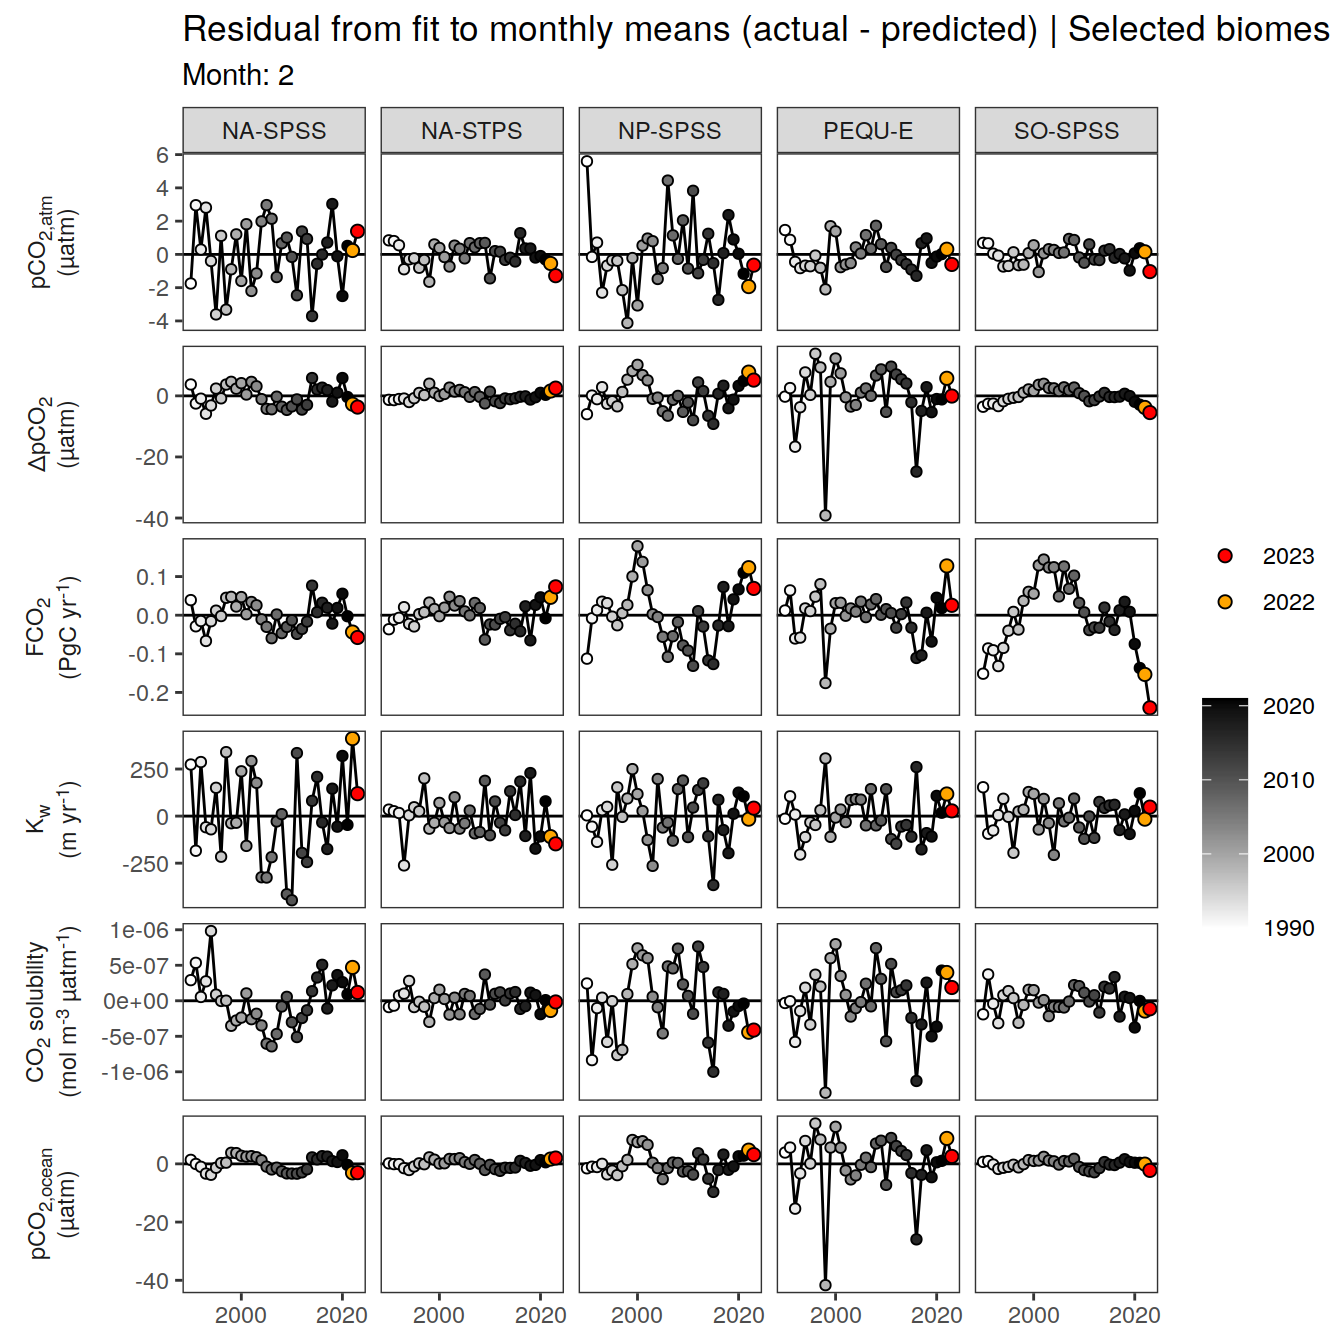 Residual from fit to monthly means (actual - predicted) | Selected biomes
Month: 2
NA-SPSS NA-STPS NP-SPSS PEQU-E SO-SPSS
pCO2,atm
(µatm)
6
4
2
0
-2
-4
ΔpCO2
(µatm)
0
-20
-40
FCO2
(PgC yr-1)
0.1
0.0
-0.1
-0.2
Kw
(m yr-1)
250
0
-250
CO2 solubility
(mol m-3 µatm-1)
1e-06
5e-07
0e+00
-5e-07
-1e-06
pCO2,ocean
(µatm)
0
-20
-40
2000 2020 2000 2020 2000 2020 2000 2020 2000 2020
2023
2022
2020
2010
2000
1990